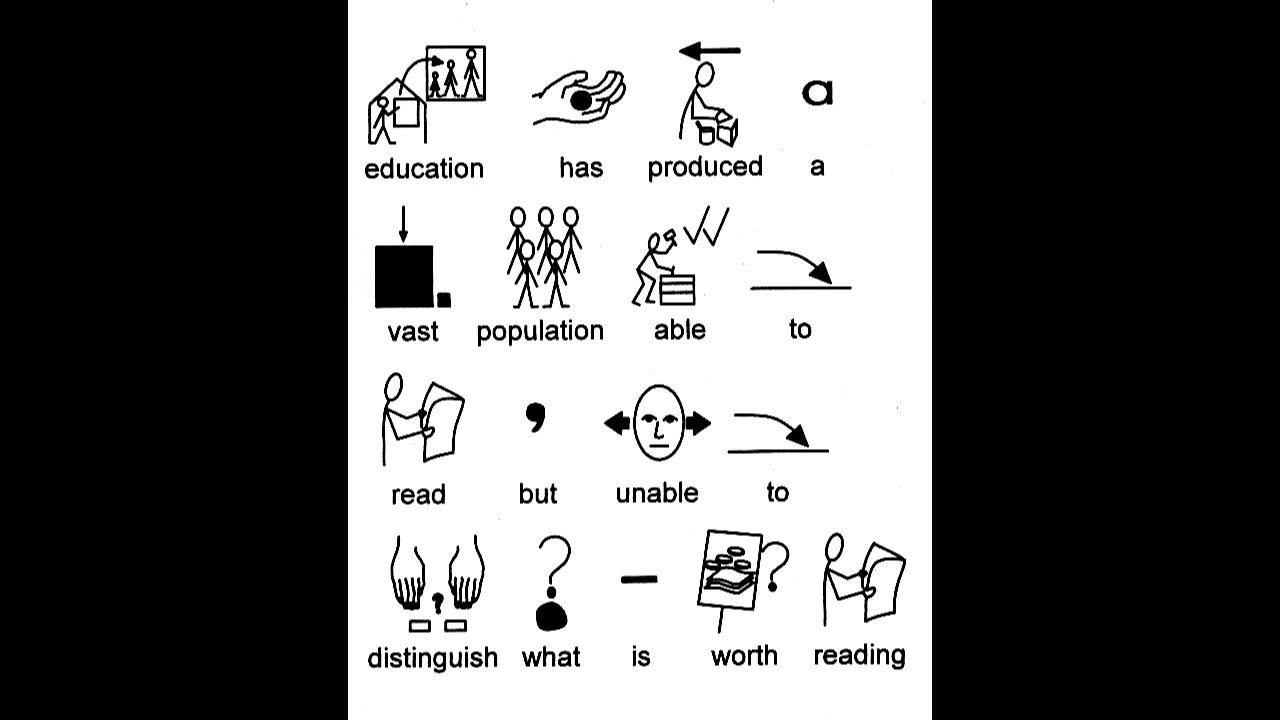 a
education has produced a
vast population able to
,
read but unable to
? ? ?
distinguish what is worth reading